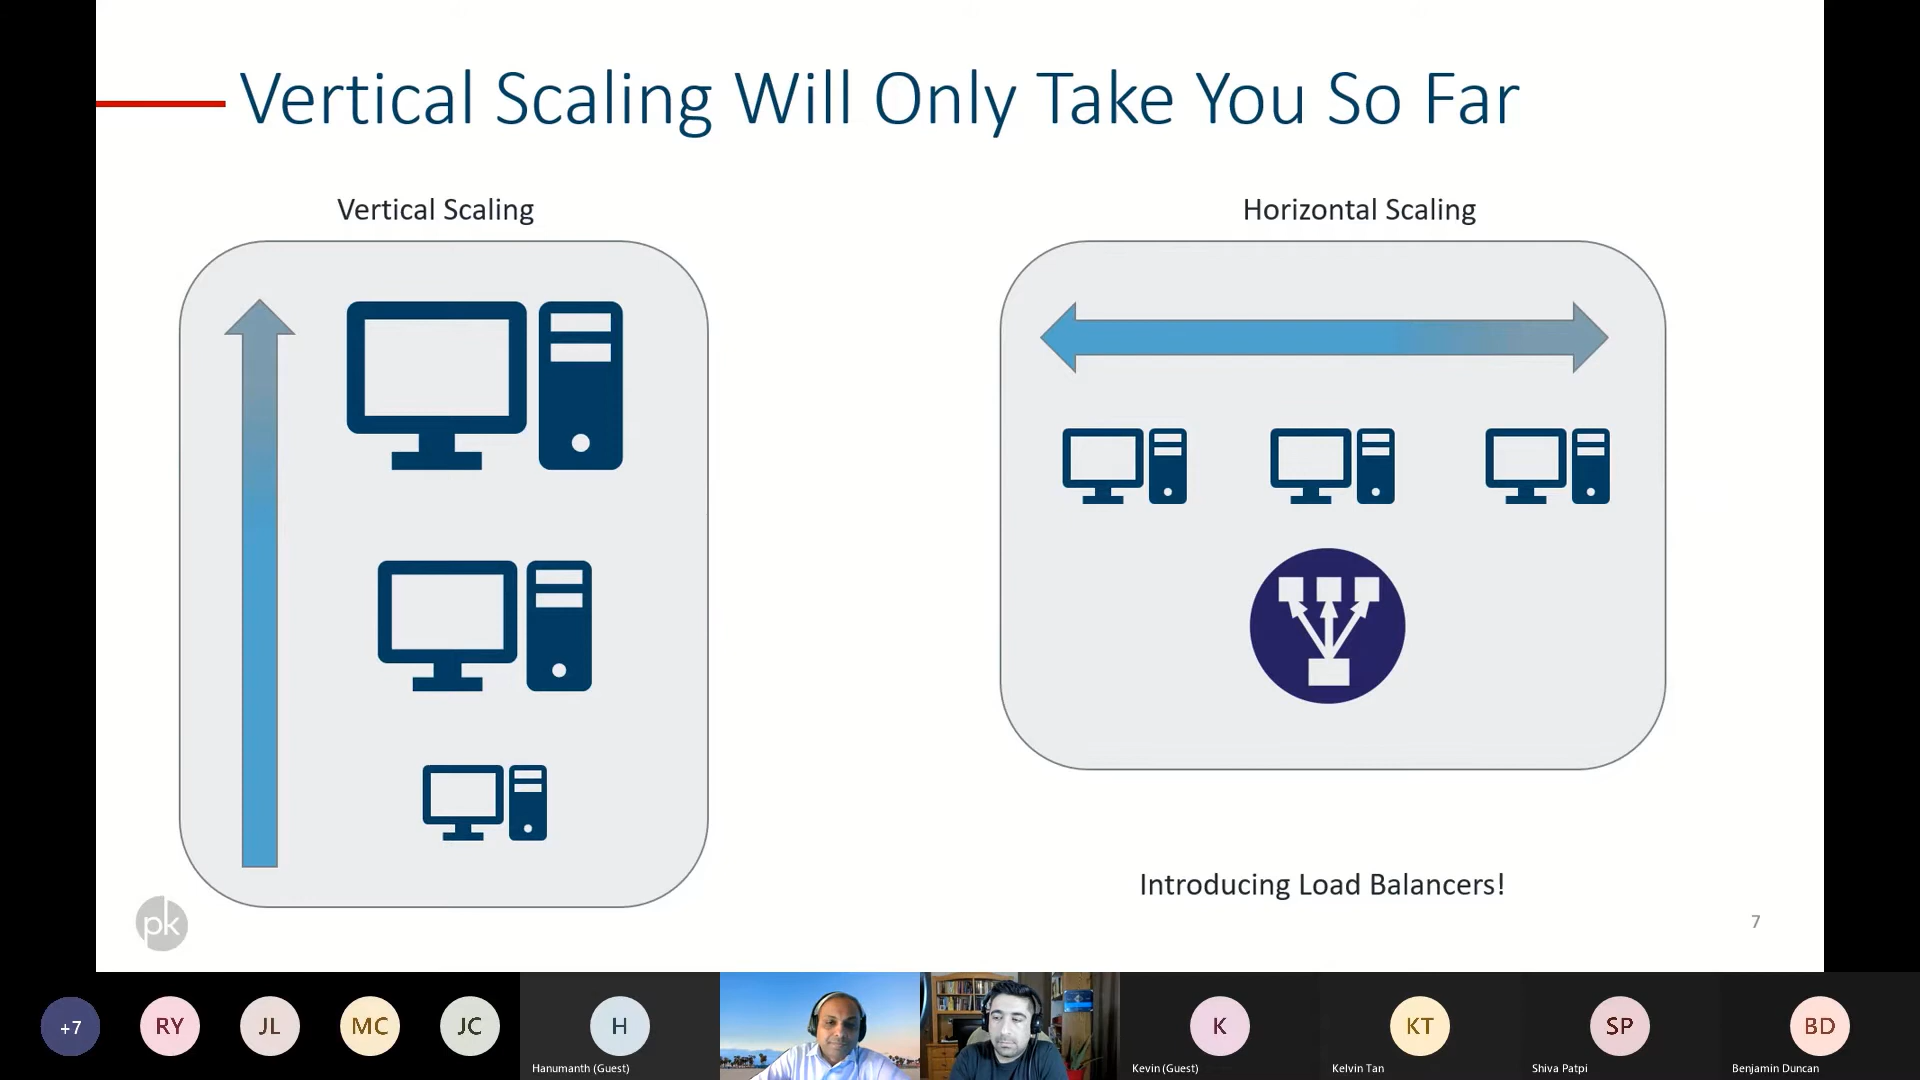 Vertical Scaling Will Only Take You So Far
Vertical Scaling
Horizontal Scaling
Introducing Load Balancers!
pk
7
+7
RY
JL
MC
JC
H
Hanumanth (Guest)
K
Kevin (Guest)
KT
Kelvin Tan
SP
Shiva Patpi
BD
Benjamin Duncan